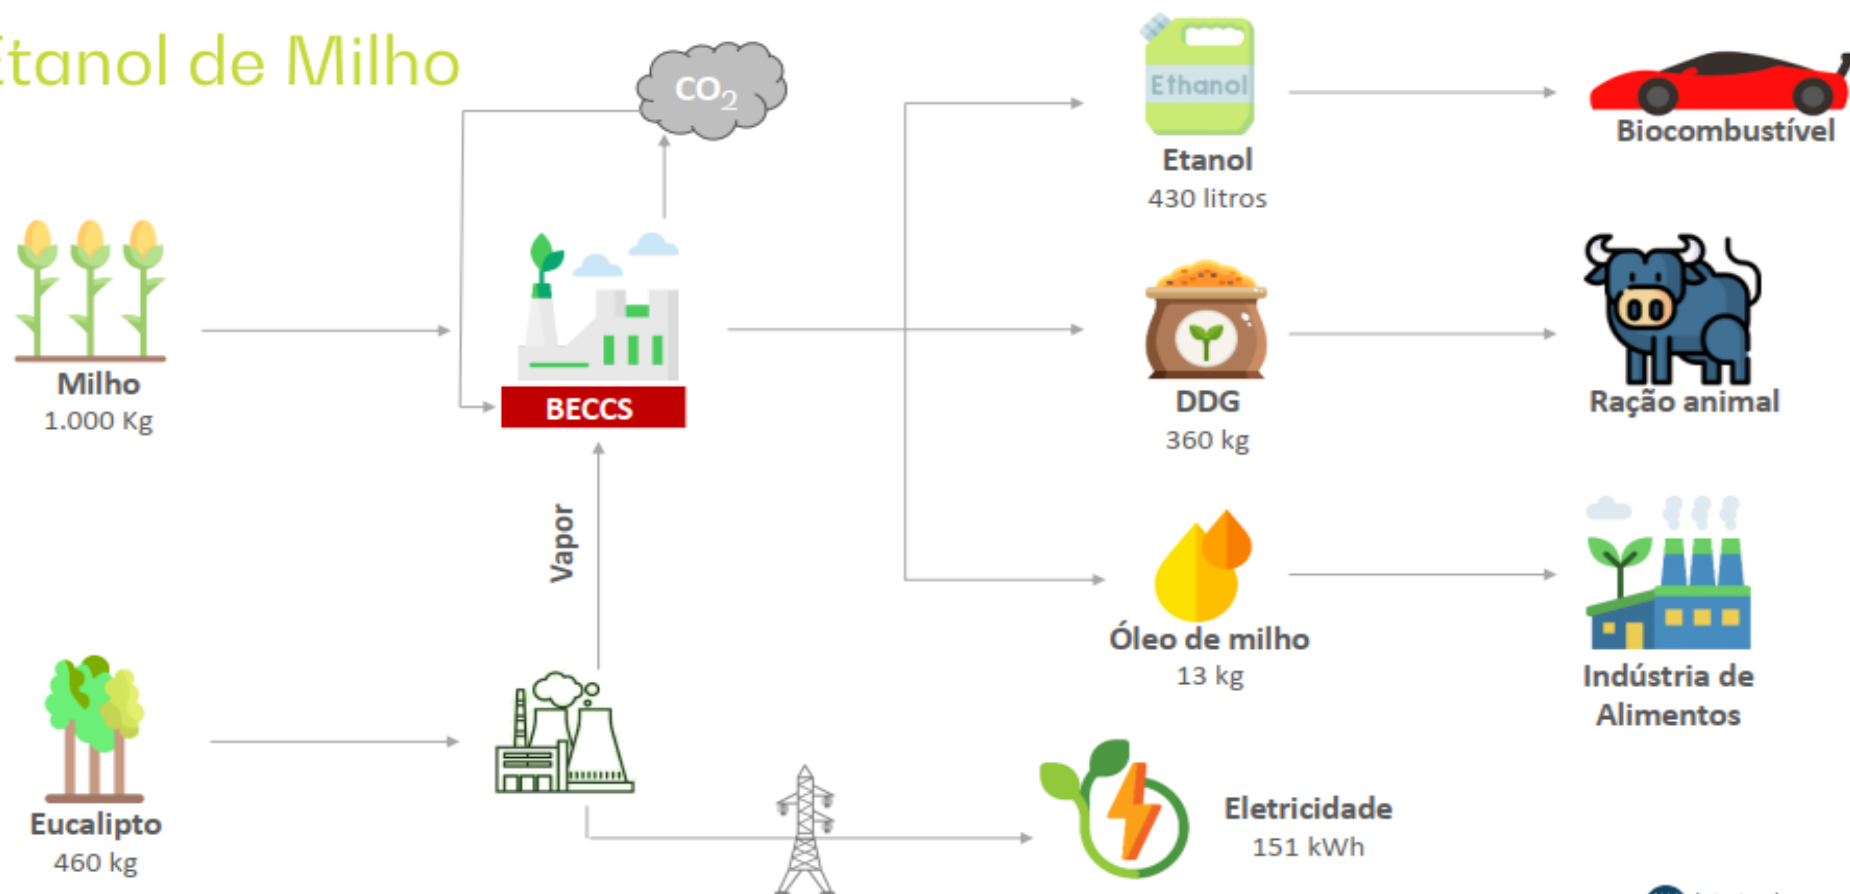 Etanol de Milho
CO₂
Ethanol
Etanol
430 litros
Biocombustível
Milho
1.000 Kg
BECCS
DDG
360 kg
Ração animal
Vapor
Óleo de milho
13 kg
Indústria de
Alimentos
Eucalipto
460 kg
Eletricidade
151 kWh